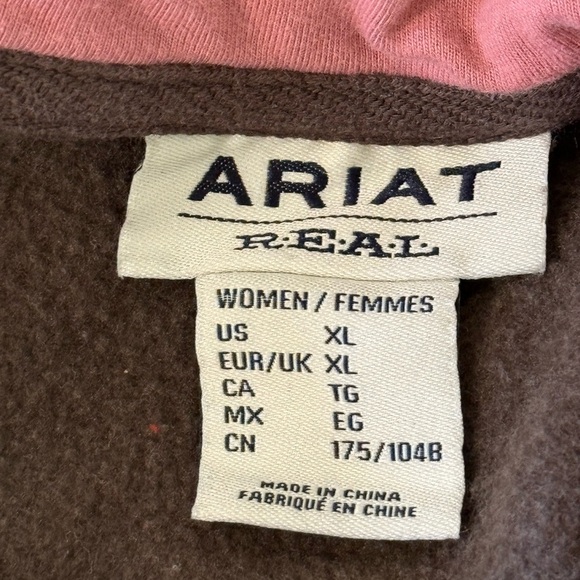 ARIAT
R·E·A·L
WOMEN / FEMMES
US XL
EUR/UK XL
CA TG
MX EG
CN 175/104B
MADE IN CHINA
FABRIQUÉ EN CHINE